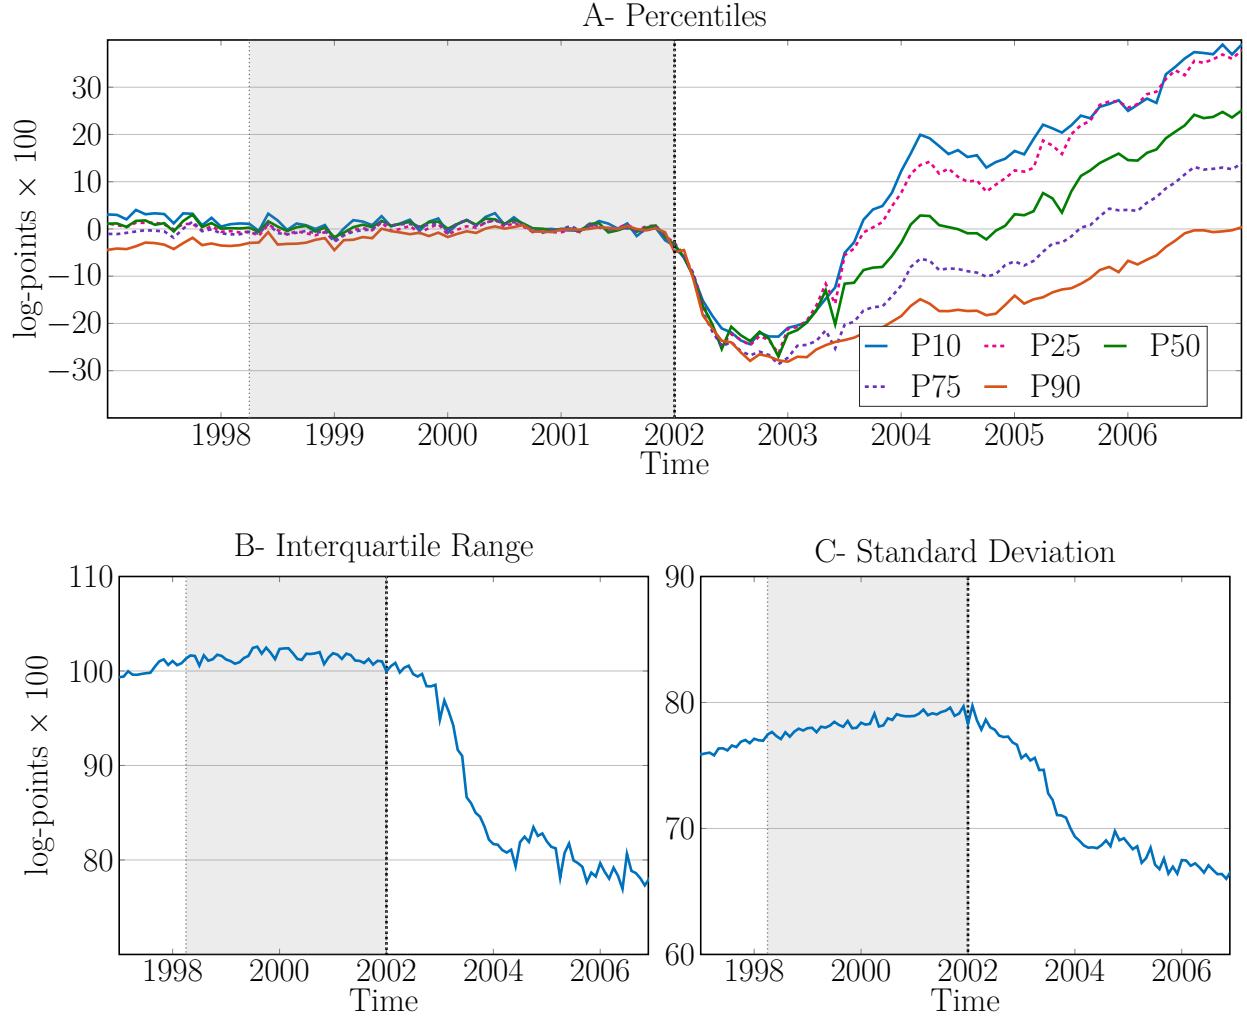 A- Percentiles
log-points × 100
30
20
10
0
−10
−20
−30
P10 P25 P50
P75 P90
1998 1999 2000 2001 2002 2003 2004 2005 2006
Time
B- Interquartile Range
log-points × 100
110
100
90
80
1998 2000 2002 2004 2006
Time
C- Standard Deviation
90
80
70
60
1998 2000 2002 2004 2006
Time